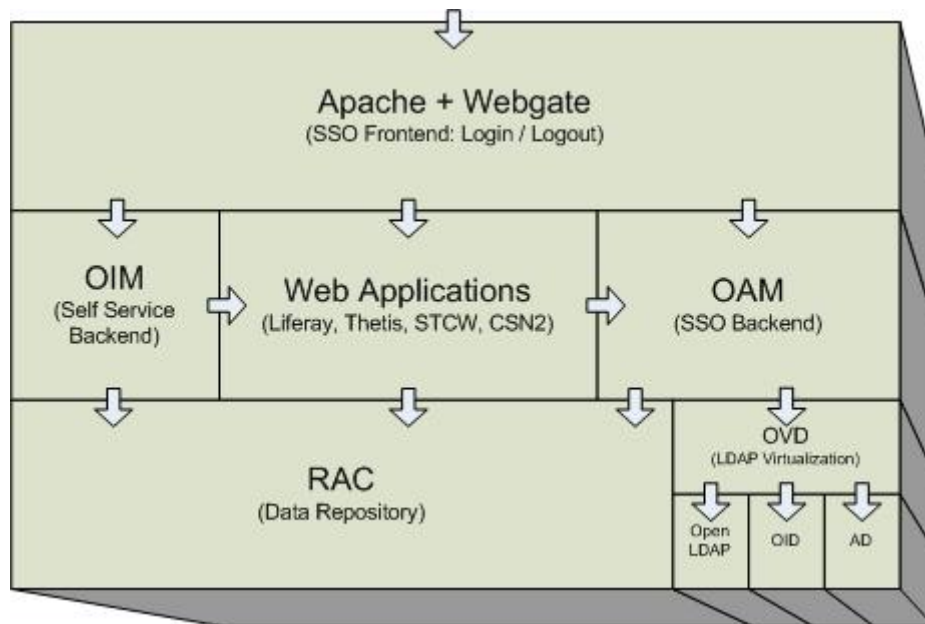 Apache + Webgate
(SSO Frontend: Login / Logout)
OIM
(Self Service
Backend)
Web Applications
(Liferay, Thetis, STCW, CSN2)
OAM
(SSO Backend)
RAC
(Data Repository)
OVD
(LDAP Virtualization)
Open
LDAP
OID
AD